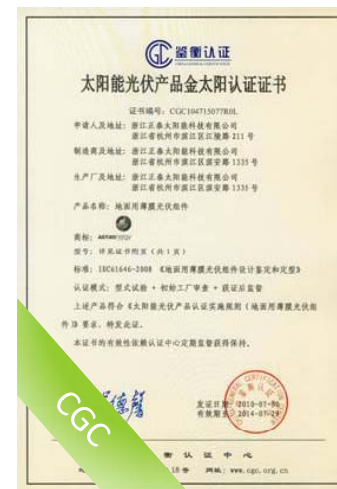 CGC 鉴衡认证
太阳能光伏产品金太阳认证证书
证书编号：CGC104715077R0L
申请人及地址：浙江正泰太阳能科技有限公司
浙江省杭州市滨江区江陵路 211 号
制造商及地址：浙江正泰太阳能科技有限公司
浙江省杭州市滨江区滨安路 1335 号
生产厂及地址：浙江正泰太阳能科技有限公司
浙江省杭州市滨江区滨安路 1335 号
产品名称：地面用薄膜光伏组件
商标：ASTRONERGY
型号：详见证书附页（共 1 页）
标准：IEC61646-2008 《地面用薄膜光伏组件设计鉴定和定型》
认证模式：型式试验 + 初始工厂审查 + 获证后监督
上述产品符合《太阳能光伏产品认证实施规则（地面用薄膜光伏组
件）》要求，特发此证。
本证书的有效性依赖认证中心定期监督获得保持。
发证日期：2010-07-30
有效期至：2014-07-29
CGC
衡 认 证 中 心
18 号 网址：www.cgc.org.cn